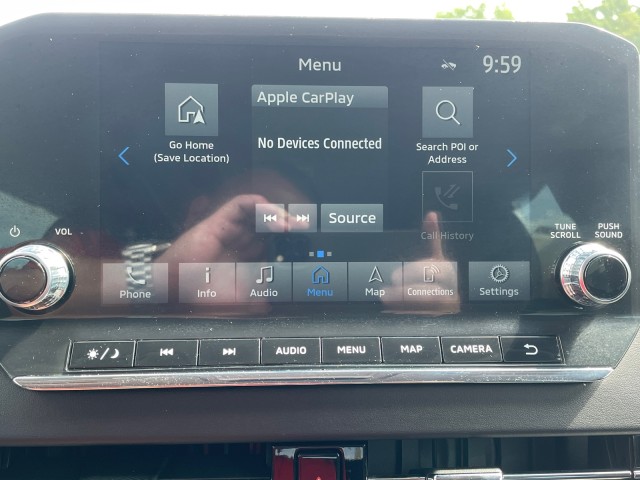 Menu
9:59
Apple CarPlay
Go Home
(Save Location)
No Devices Connected
Search POI or
Address
Source
Call History
VOL
TUNE
SCROLL
PUSH
SOUND
Phone
Info
Audio
Menu
Map
Connections
Settings
AUDIO
MENU
MAP
CAMERA